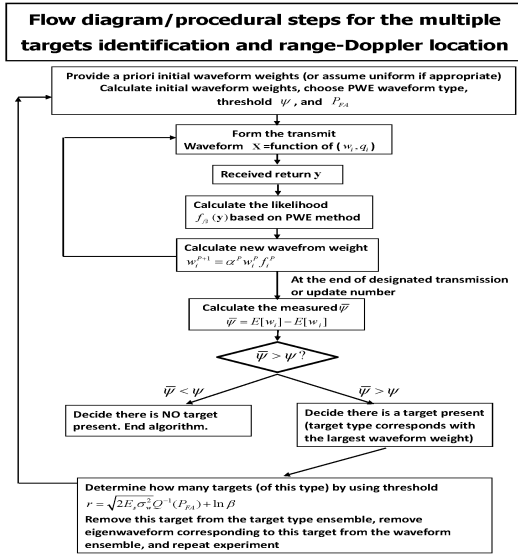 Flow diagram/procedural steps for the multiple
targets identification and range-Doppler location
Provide a priori initial waveform weights (or assume uniform if appropriate)
Calculate initial waveform weights, choose PWE waveform type,
threshold ψ , and P_FA
Form the transmit
Waveform X =function of ( w_i , q_i )
Received return y
Calculate the likelihood
f_i/l (y) based on PWE method
Calculate new wavefrom weight
w_i^{P+1} = α^P w_i^P f_i^P
At the end of designated transmission
or update number
Calculate the measured ψ̅
ψ̅ = E[w_i] − E[w_j]
ψ̅ > ψ ?
ψ̅ < ψ
ψ̅ > ψ
Decide there is NO target
present. End algorithm.
Decide there is a target present
(target type corresponds with
the largest waveform weight)
Determine how many targets (of this type) by using threshold
r = √(2E_s σ_w^2) Q^{−1}(P_FA) + ln β
Remove this target from the target type ensemble, remove
eigenwaveform corresponding to this target from the waveform
ensemble, and repeat experiment